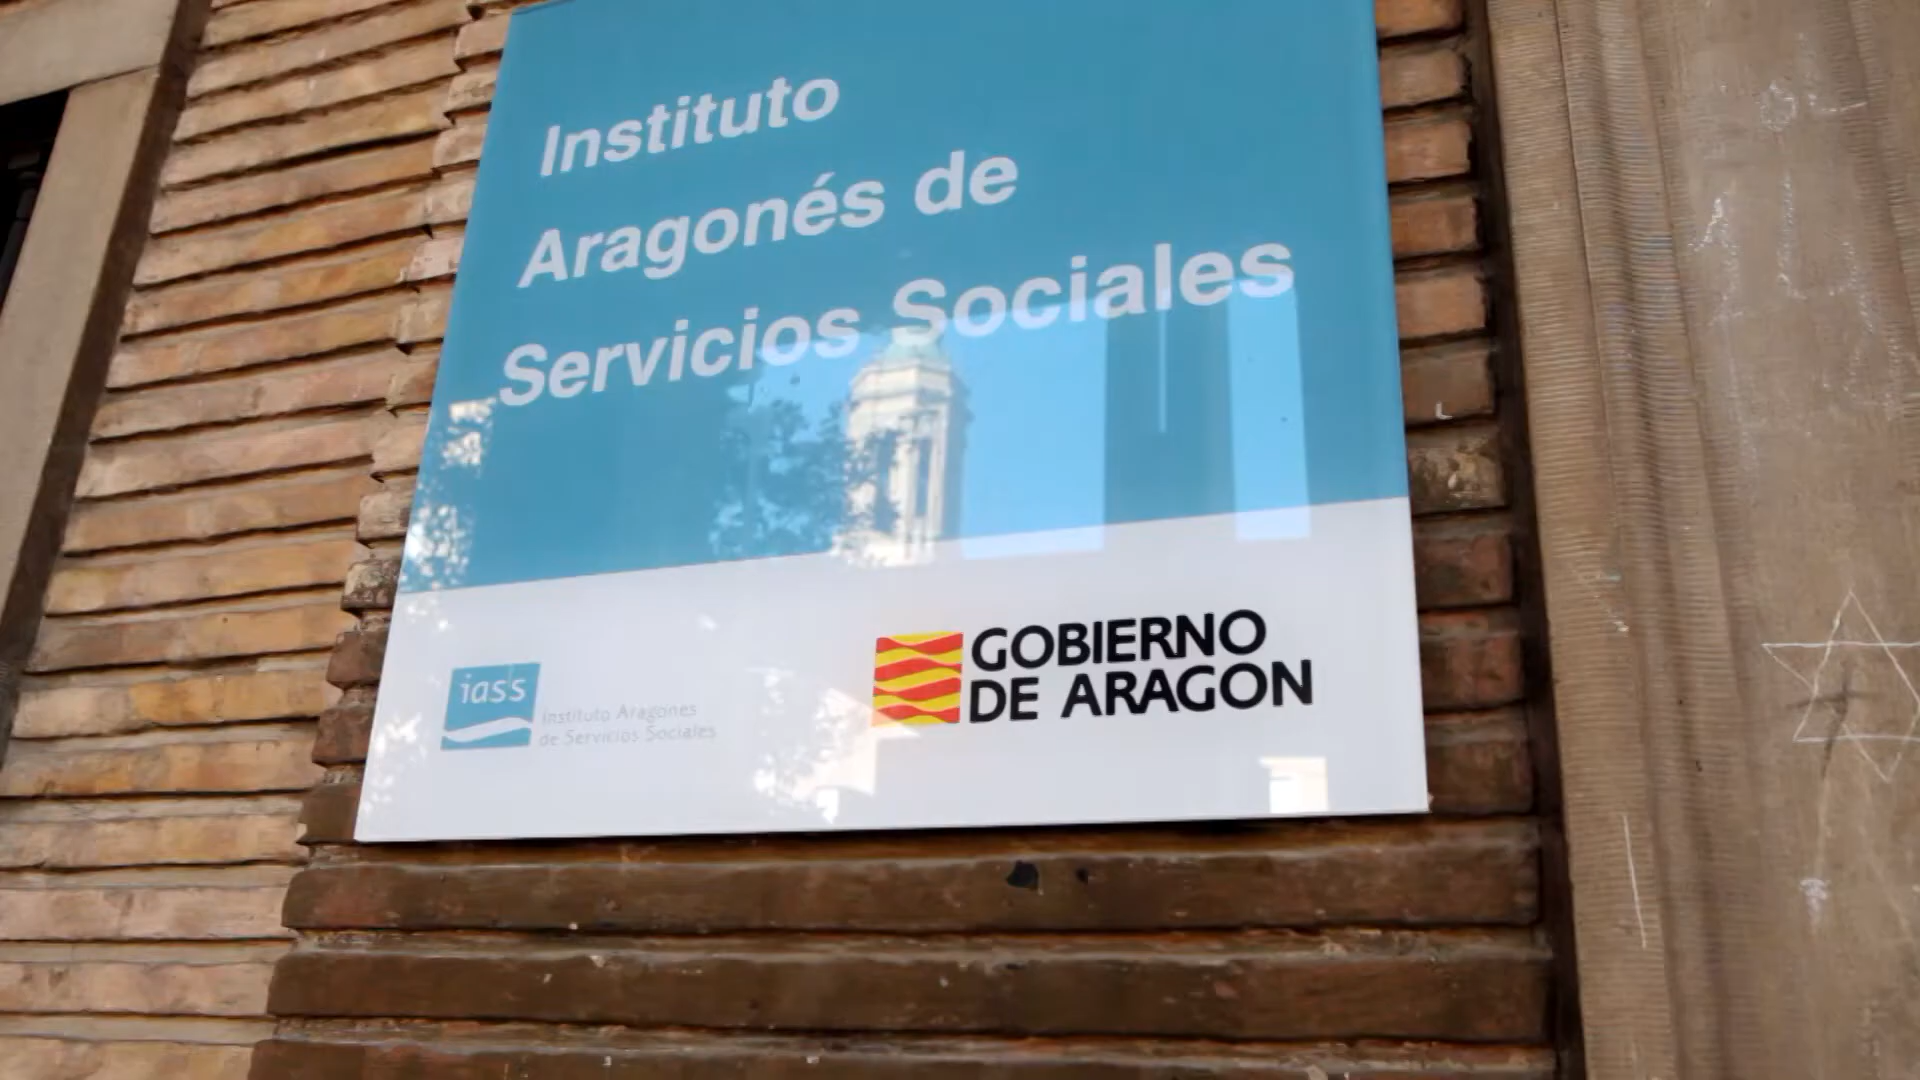 Instituto
Aragonés de
Servicios Sociales
iass
Instituto Aragones
de Servicios Sociales
GOBIERNO
DE ARAGON